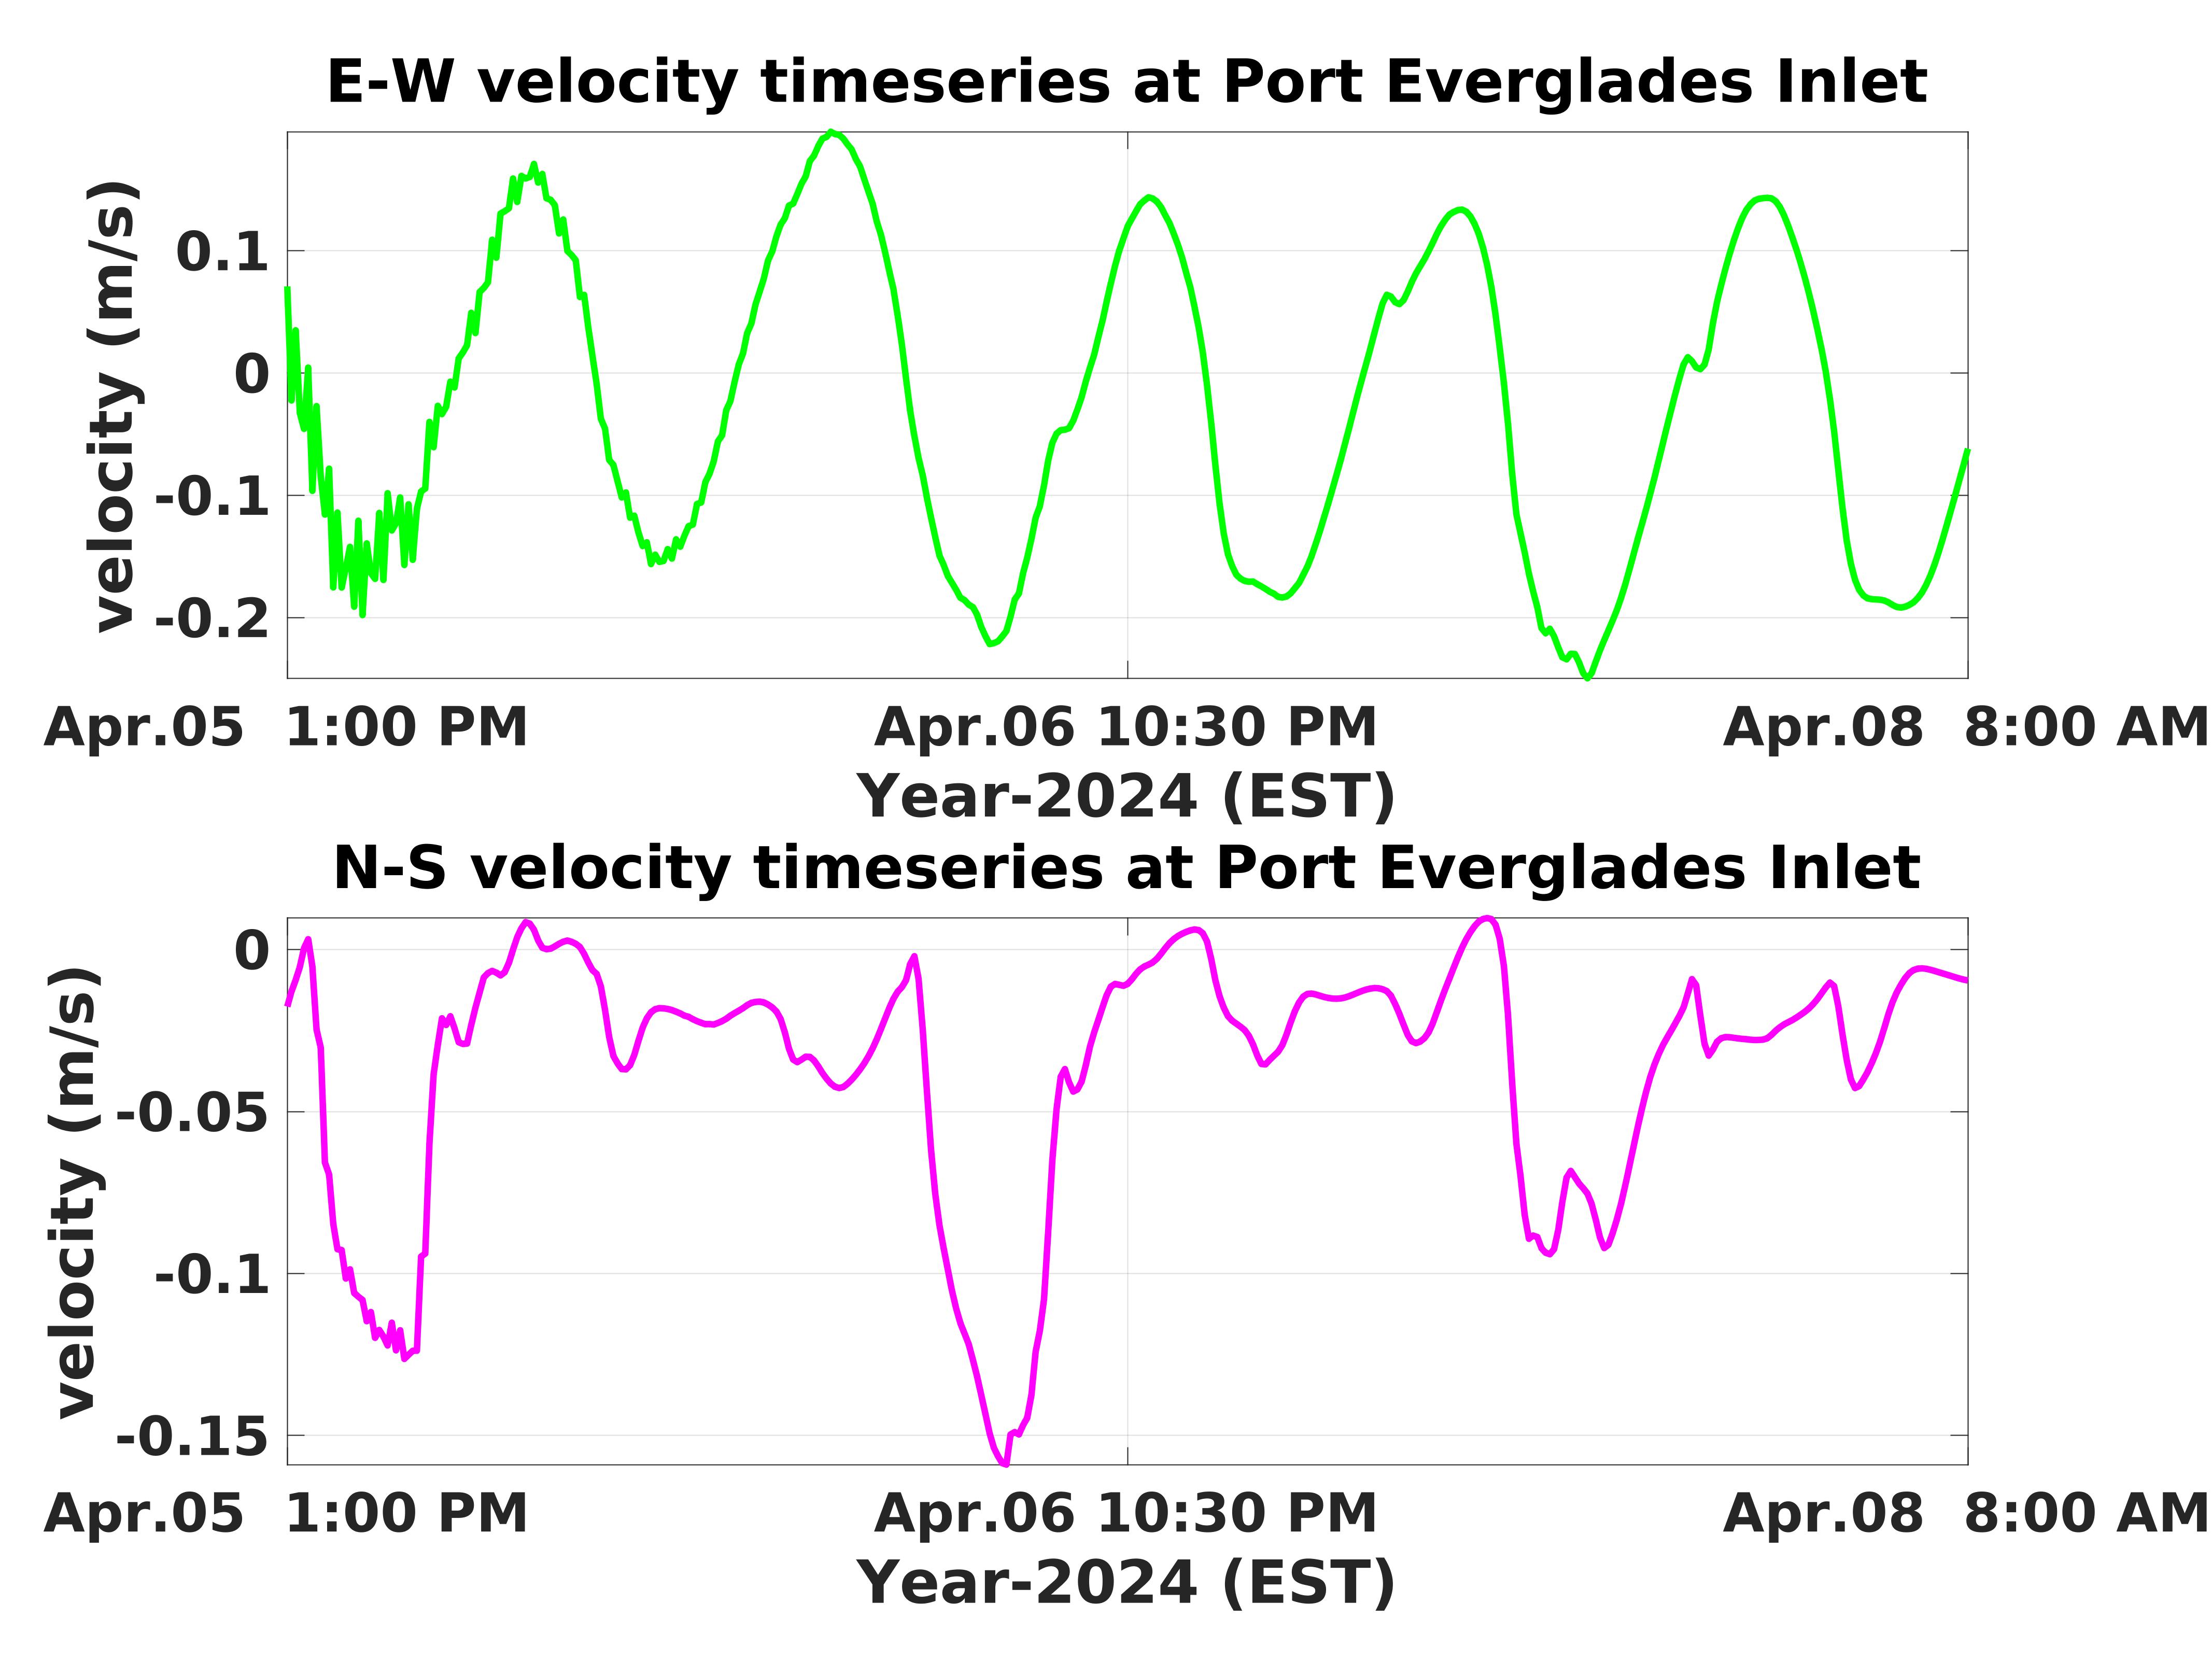 E-W velocity timeseries at Port Everglades Inlet
velocity (m/s)
0.1
0
-0.1
-0.2
Apr.05  1:00 PM
Apr.06 10:30 PM
Apr.08  8:00 AM
Year-2024 (EST)
N-S velocity timeseries at Port Everglades Inlet
velocity (m/s)
0
-0.05
-0.1
-0.15
Apr.05  1:00 PM
Apr.06 10:30 PM
Apr.08  8:00 AM
Year-2024 (EST)